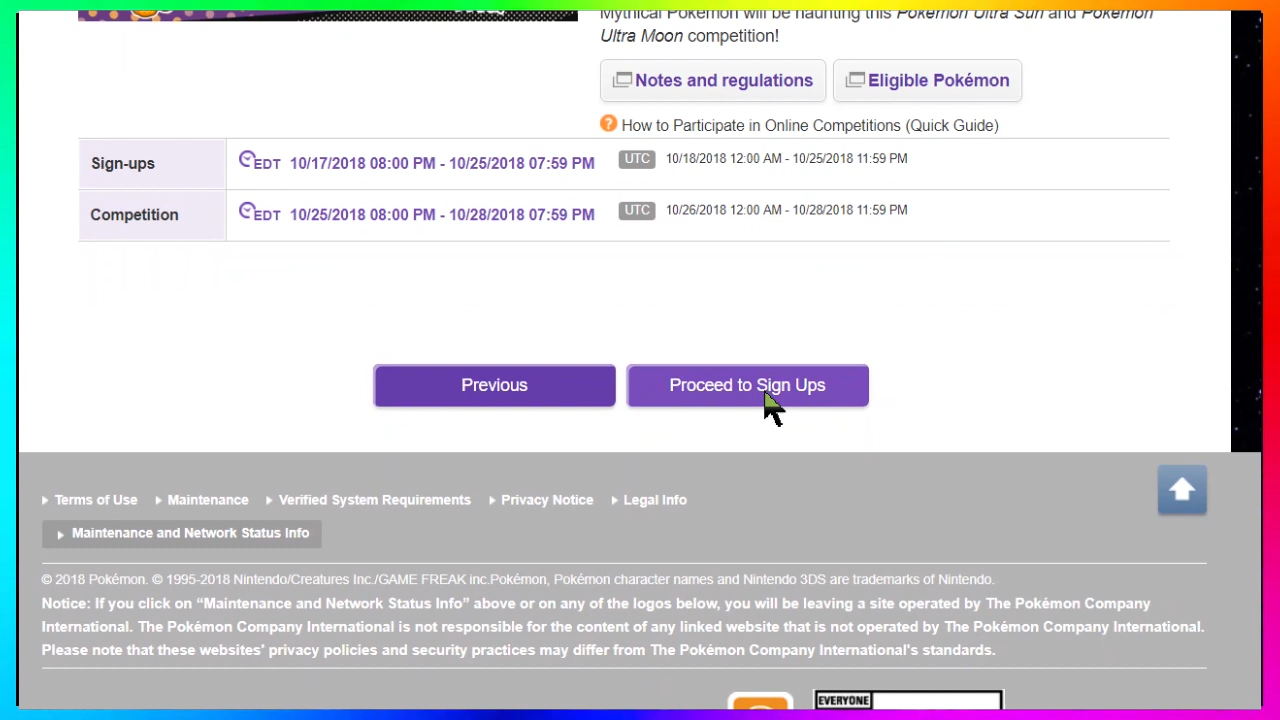 Mythical Pokémon will be haunting this Pokémon Ultra Sun and Pokémon
Ultra Moon competition!
Notes and regulations
Eligible Pokémon
? How to Participate in Online Competitions (Quick Guide)
Sign-ups EDT 10/17/2018 08:00 PM - 10/25/2018 07:59 PM UTC 10/18/2018 12:00 AM - 10/25/2018 11:59 PM
Competition EDT 10/25/2018 08:00 PM - 10/28/2018 07:59 PM UTC 10/26/2018 12:00 AM - 10/28/2018 11:59 PM
Previous
Proceed to Sign Ups
Terms of Use Maintenance Verified System Requirements Privacy Notice Legal Info
Maintenance and Network Status Info
© 2018 Pokémon. © 1995-2018 Nintendo/Creatures Inc./GAME FREAK inc.Pokémon, Pokémon character names and Nintendo 3DS are trademarks of Nintendo.
Notice: If you click on “Maintenance and Network Status Info” above or on any of the logos below, you will be leaving a site operated by The Pokémon Company
International. The Pokémon Company International is not responsible for the content of any linked website that is not operated by The Pokémon Company International.
Please note that these websites' privacy policies and security practices may differ from The Pokémon Company International's standards.
EVERYONE